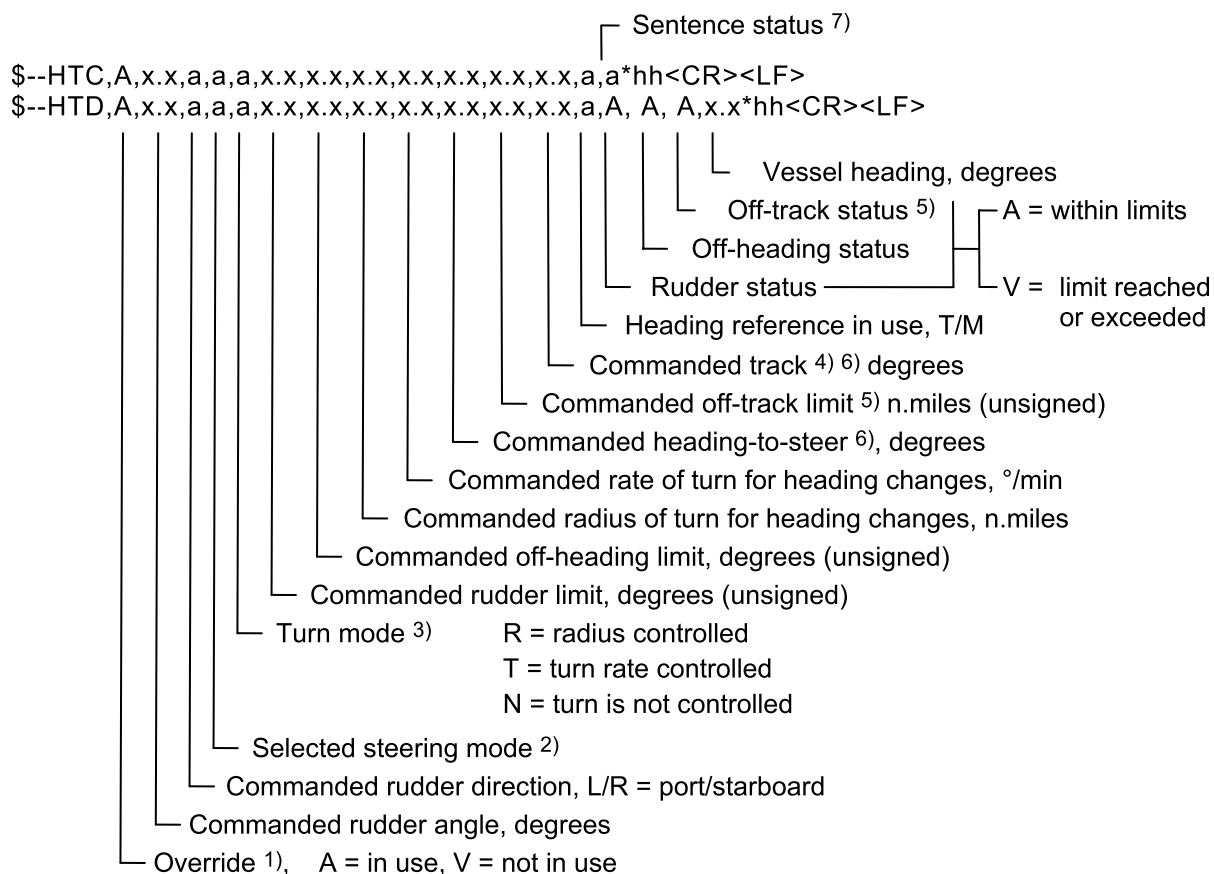 Sentence status 7)
$--HTC,A,x.x,a,a,a,x.x,x.x,x.x,x.x,x.x,x.x,x.x,a,a*hh<CR><LF>
$--HTD,A,x.x,a,a,a,x.x,x.x,x.x,x.x,x.x,x.x,x.x,a,A, A, A,x.x*hh<CR><LF>
Vessel heading, degrees
Off-track status 5) A = within limits
Off-heading status
Rudder status V = limit reached
or exceeded
Heading reference in use, T/M
Commanded track 4) 6) degrees
Commanded off-track limit 5) n.miles (unsigned)
Commanded heading-to-steer 6), degrees
Commanded rate of turn for heading changes, °/min
Commanded radius of turn for heading changes, n.miles
Commanded off-heading limit, degrees (unsigned)
Commanded rudder limit, degrees (unsigned)
Turn mode 3) R = radius controlled
T = turn rate controlled
N = turn is not controlled
Selected steering mode 2)
Commanded rudder direction, L/R = port/starboard
Commanded rudder angle, degrees
Override 1), A = in use, V = not in use